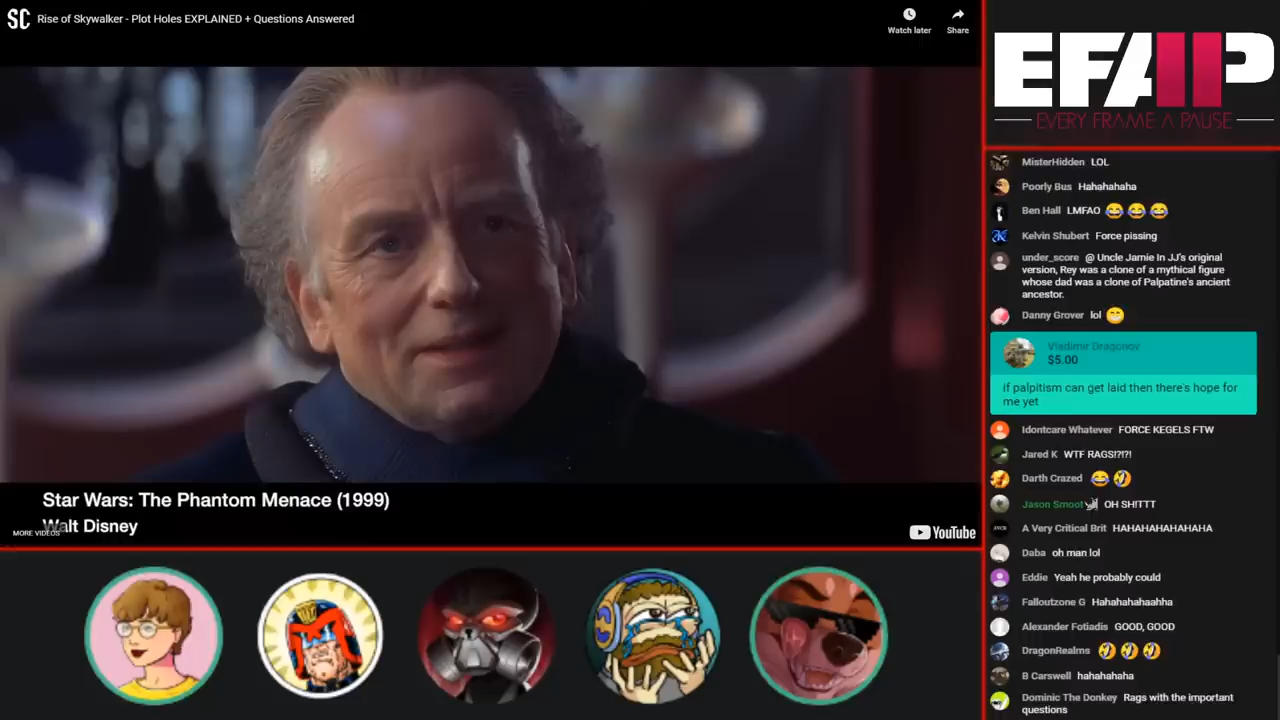 SC Rise of Skywalker - Plot Holes EXPLAINED + Questions Answered
Watch later
Share
Star Wars: The Phantom Menace (1999)
Walt Disney
MORE VIDEOS
YouTube
EFAP
EVERY FRAME A PAUSE
MisterHidden LOL
Poorly Bus Hahahahaha
Ben Hall LMFAO 😂 😂 😂
Kelvin Shubert Force pissing
under_score @ Uncle Jamie In JJ's original
version, Rey was a clone of a mythical figure
whose dad was a clone of Palpatine's ancient
ancestor.
Danny Grover lol 😁
Vladimir Dragonov
$5.00
if palpitism can get laid then there's hope for
me yet
Idontcare Whatever FORCE KEGELS FTW
Jared K WTF RAGS!?!?!
Darth Crazed 😂 🤣
Jason Smoot OH SH!TTT
A Very Critical Brit HAHAHAHAHAHAHA
Daba oh man lol
Eddie Yeah he probably could
Falloutzone G Hahahahahaahha
Alexander Fotiadis GOOD, GOOD
DragonRealms 🤣 🤣 🤣
B Carswell hahahahaha
Dominic The Donkey Rags with the important
questions